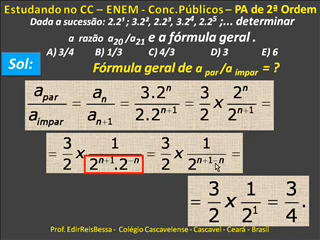 Estudando no CC – ENEM - Conc.Públicos – PA de 2ª Ordem
Dada a sucessão: 2.2¹ ; 3.2², 2.2³, 3.2⁴, 2.2⁵ ;... determinar
a razão a₂₀ /a₂₁ e a fórmula geral .
A) 3/4 B) 1/3 C) 4/3 D) 3 E) 6
Sol: Fórmula geral de a par /a impar = ?
a par / a impar = aₙ / aₙ₊₁ = 3.2ⁿ / 2.2ⁿ⁺¹ = 3/2 x 2ⁿ / 2ⁿ⁺¹ =
= 3/2 x 1 / 2ⁿ⁺¹.2⁻ⁿ = 3/2 x 1 / 2ⁿ⁺¹⁻ⁿ =
= 3/2 x 1 / 2¹ = 3/4 .
Prof. EdirReisBessa - Colégio Cascavelense - Cascavel - Ceará - Brasil